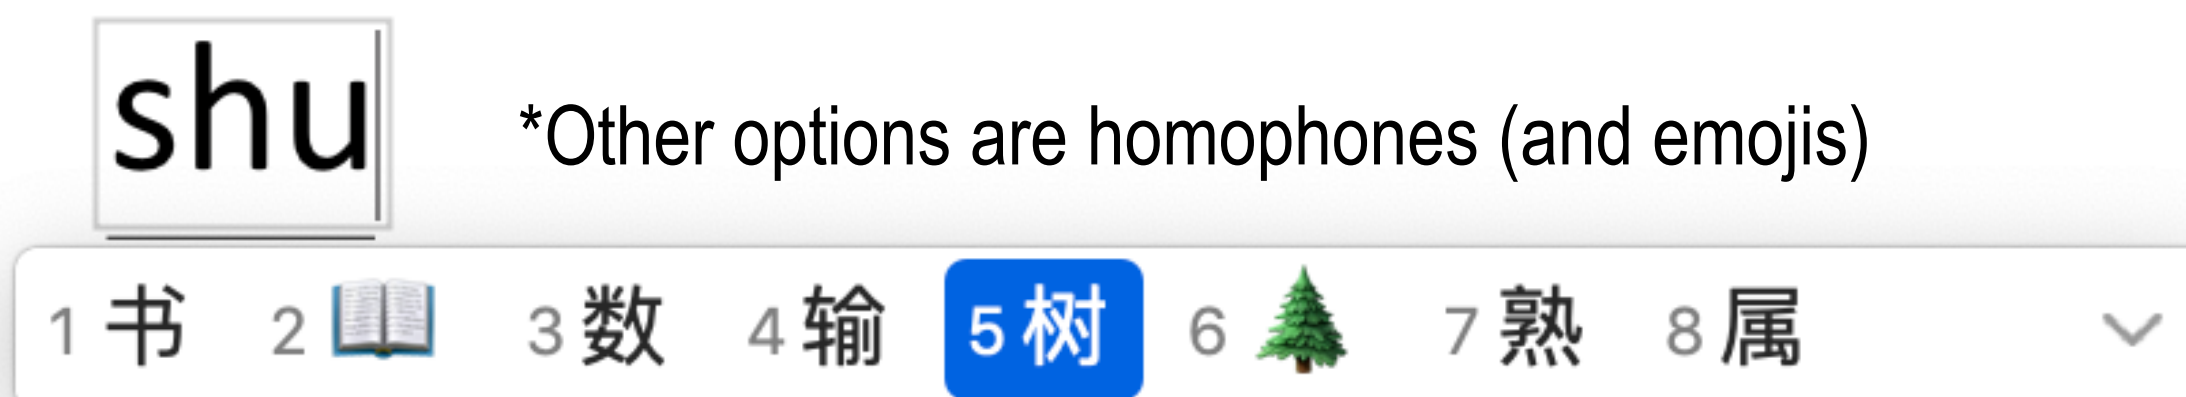 shu
*Other options are homophones (and emojis)
1 书 2 📖 3 数 4 输 5 树 6 🌲 7 熟 8 属